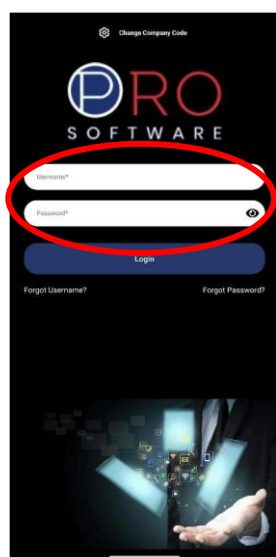 Change Company Code
PRO
SOFTWARE
Username*
Password*
Login
Forgot Username? Forgot Password?